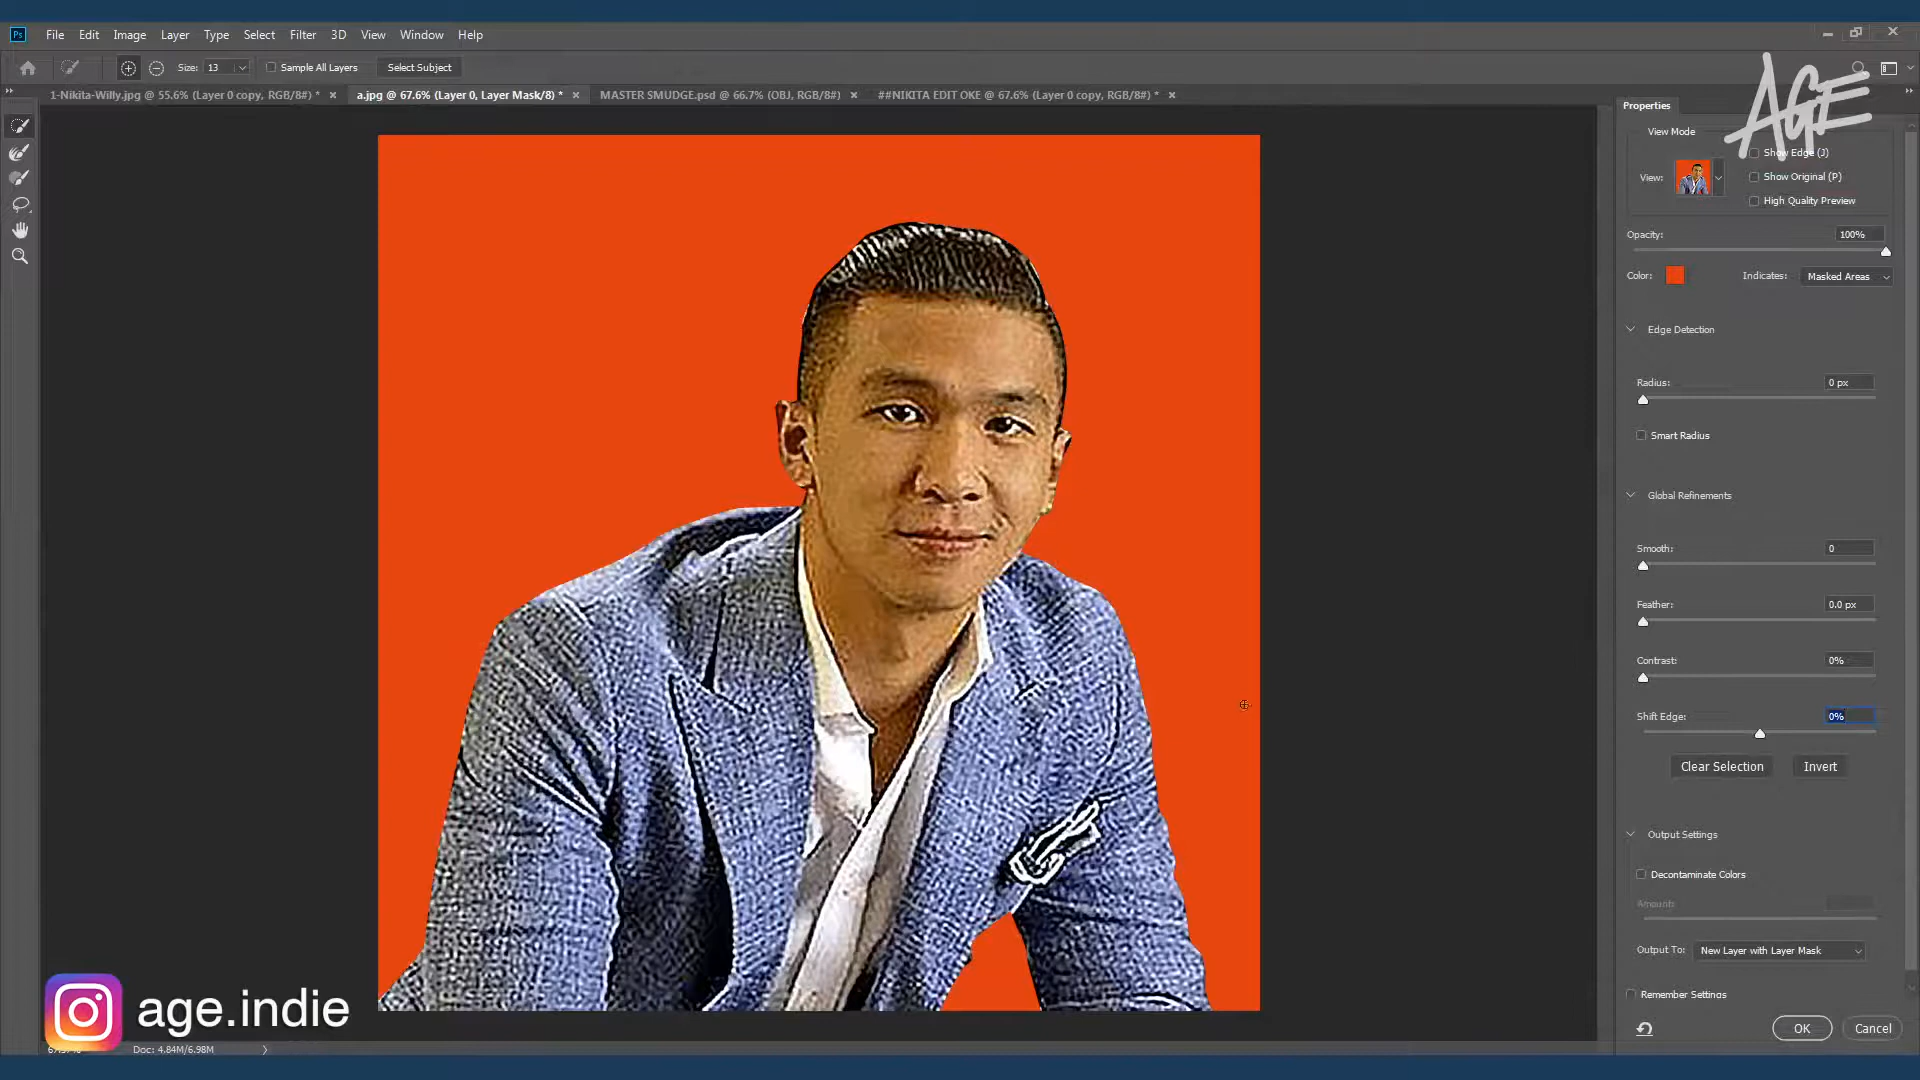 Ps File Edit Image Layer Type Select Filter 3D View Window Help
Size: 13 Sample All Layers Select Subject
1-Nikita-Willy.jpg @ 55.6% (Layer 0 copy, RGB/8#) * × a.jpg @ 67.6% (Layer 0, Layer Mask/8) * × MASTER SMUDGE.psd @ 66.7% (OBJ, RGB/8#) × ##NIKITA EDIT OKE @ 67.6% (Layer 0 copy, RGB/8#) * ×
AGE
Properties
View Mode
Show Edge (J)
View:
Show Original (P)
High Quality Preview
Opacity: 100%
Color: Indicates: Masked Areas
Edge Detection
Radius: 0 px
Smart Radius
Global Refinements
Smooth: 0
Feather: 0.0 px
Contrast: 0%
Shift Edge: 0%
Clear Selection Invert
Output Settings
Decontaminate Colors
Amount:
Output To: New Layer with Layer Mask
Remember Settings
OK Cancel
age.indie
Doc: 4.84M/6.98M